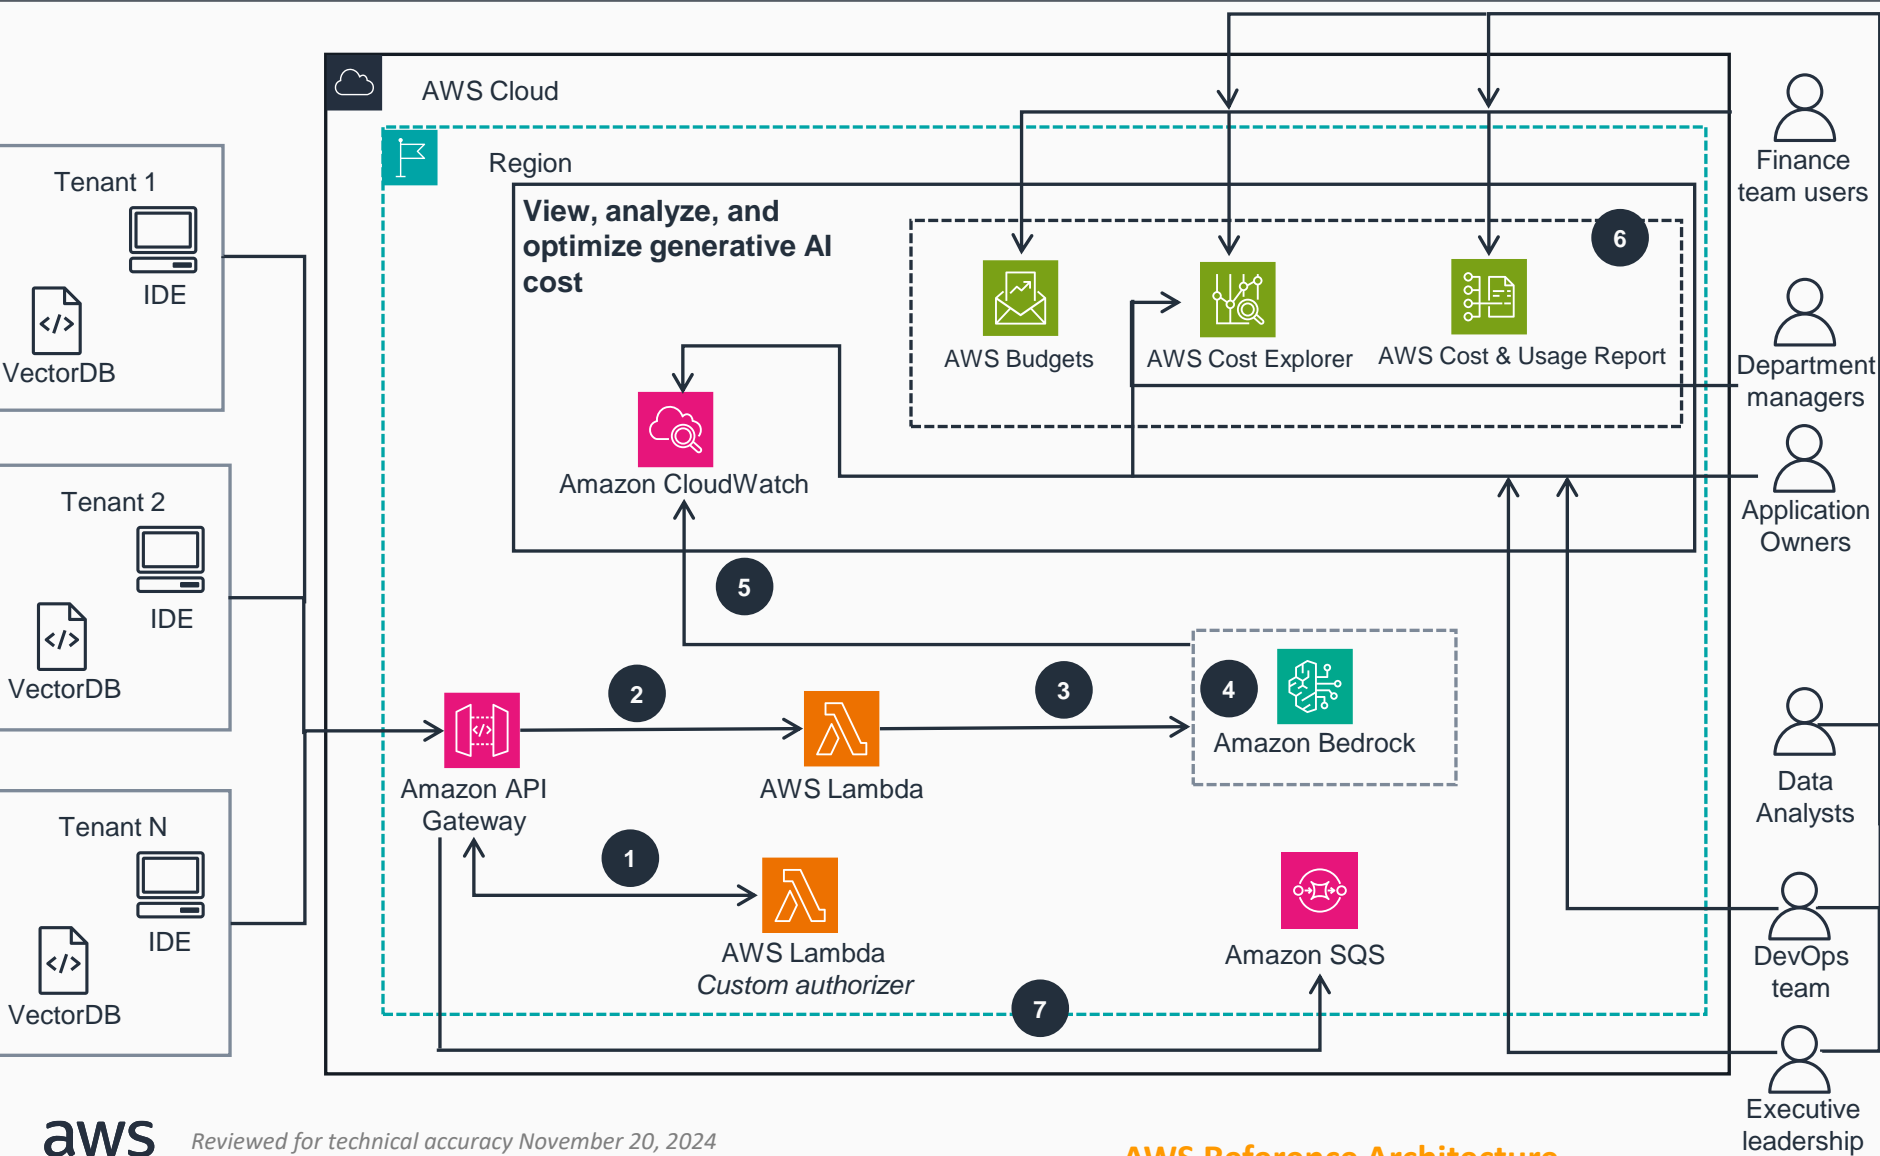 AWS Cloud
Region
Tenant 1
IDE
VectorDB
Tenant 2
IDE
VectorDB
Tenant N
IDE
VectorDB
View, analyze, and
optimize generative AI
cost
6
AWS Budgets
AWS Cost Explorer
AWS Cost & Usage Report
Amazon CloudWatch
5
2
3
4
Amazon Bedrock
Amazon API
Gateway
AWS Lambda
1
AWS Lambda
Custom authorizer
Amazon SQS
7
Finance
team users
Department
managers
Application
Owners
Data
Analysts
DevOps
team
Executive
leadership
aws
Reviewed for technical accuracy November 20, 2024
AWS Reference Architecture